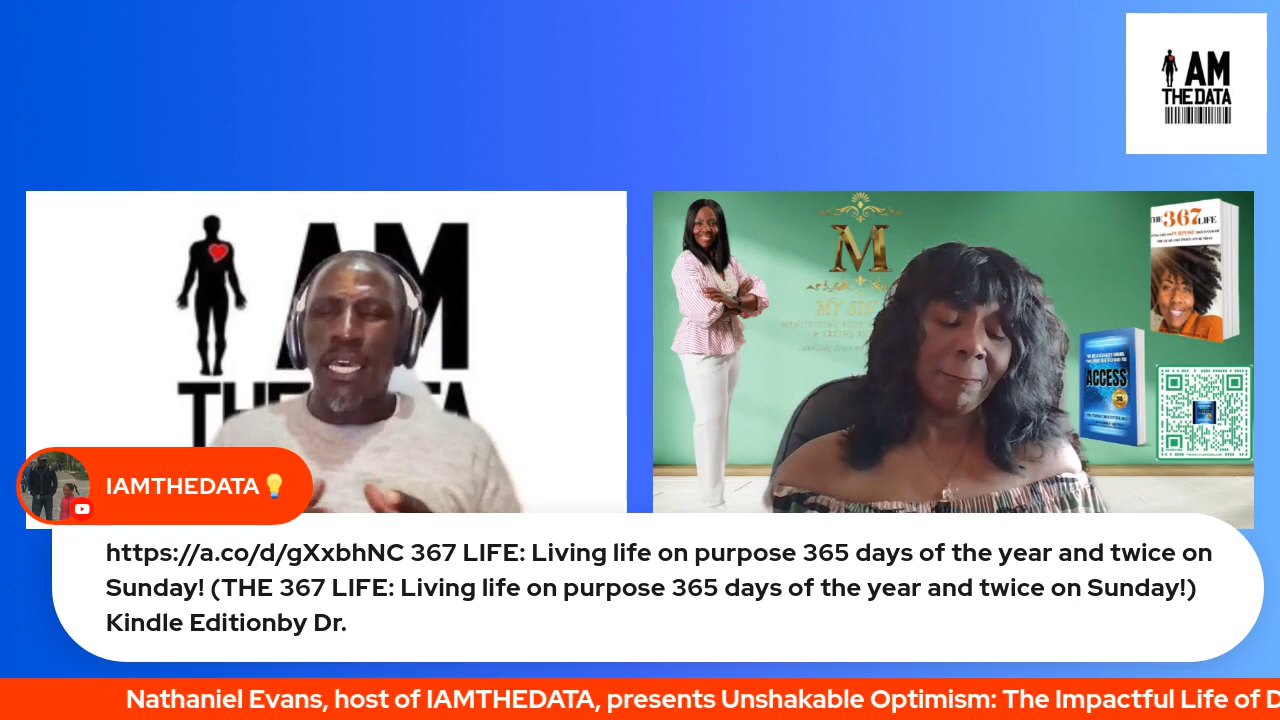 I AM
THE DATA
AM
M
MY SIS
THE 367 LIFE
ACCESS
IAMTHEDATA💡
https://a.co/d/gXxbhNC 367 LIFE: Living life on purpose 365 days of the year and twice on
Sunday! (THE 367 LIFE: Living life on purpose 365 days of the year and twice on Sunday!)
Kindle Editionby Dr.
Nathaniel Evans, host of IAMTHEDATA, presents Unshakable Optimism: The Impactful Life of D